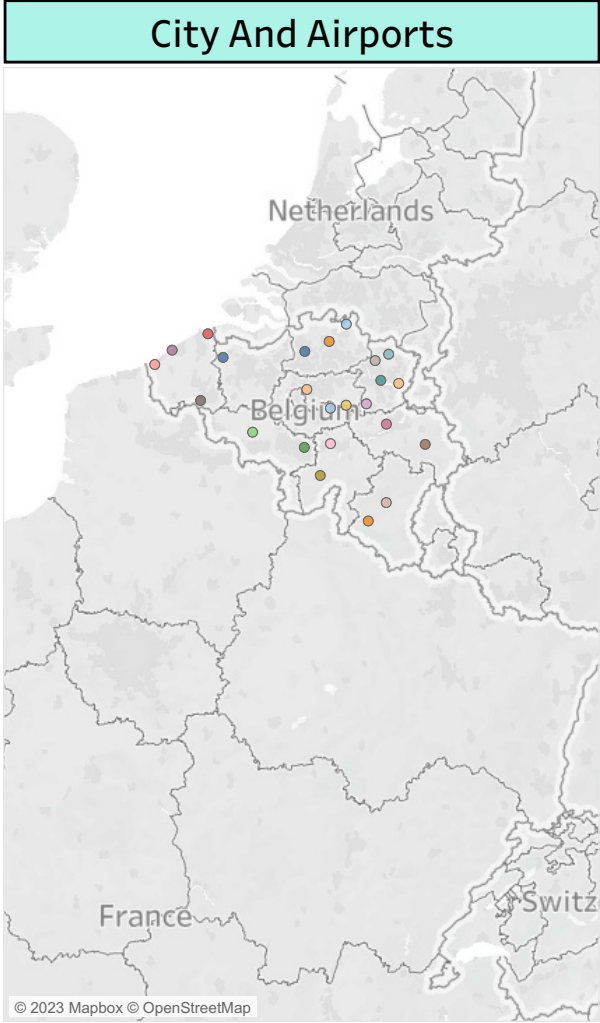 City And Airports
Netherlands
Belgium
France
Switz
© 2023 Mapbox © OpenStreetMap